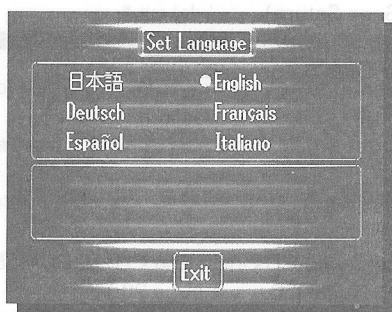 Set Language
日本語 English
Deutsch Français
Español Italiano
Exit